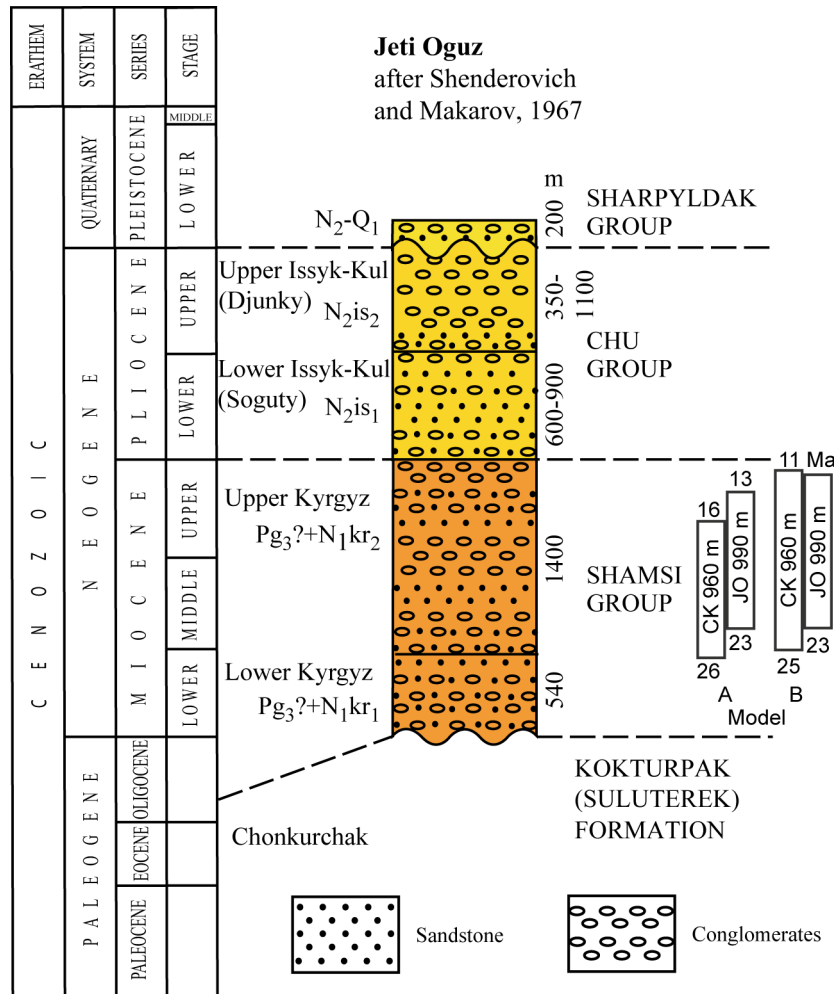 ERATHEM
SYSTEM
SERIES
STAGE
Jeti Oguz
after Shenderovich
and Makarov, 1967
CENOZOIC
QUATERNARY
NEOGENE
PALEOGENE
PLEISTOCENE
PLIOCENE
MIOCENE
OLIGOCENE
EOCENE
PALEOCENE
MIDDLE
LOWER
UPPER
LOWER
UPPER
MIDDLE
LOWER
N₂-Q₁
Upper Issyk-Kul
(Djunky)
N₂is₂
Lower Issyk-Kul
(Soguty)
N₂is₁
Upper Kyrgyz
Pg₃?+N₁kr₂
Lower Kyrgyz
Pg₃?+N₁kr₁
Chonkurchak
m
200
350-
1100
600-900
1400
540
SHARPYLDAK
GROUP
CHU
GROUP
SHAMSI
GROUP
KOKTURPAK
(SULUTEREK)
FORMATION
16
CK 960 m
26
13
JO 990 m
23
A
11 Ma
CK 960 m
25
JO 990 m
23
B
Model
Sandstone
Conglomerates